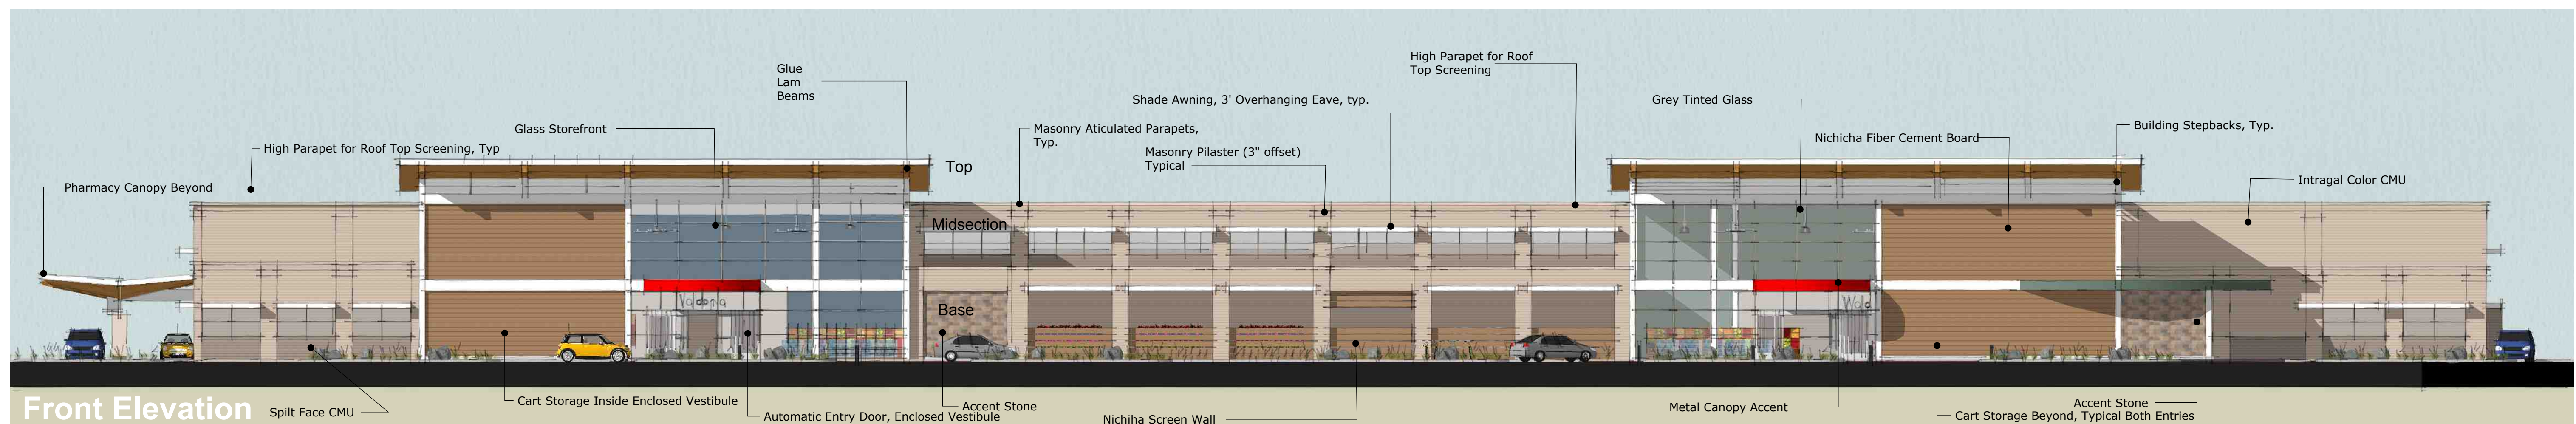 Glue
Lam
Beams
High Parapet for Roof
Top Screening
Shade Awning, 3' Overhanging Eave, typ.
Grey Tinted Glass
Glass Storefront
Masonry Aticulated Parapets,
Typ.
Building Stepbacks, Typ.
Nichicha Fiber Cement Board
High Parapet for Roof Top Screening, Typ
Masonry Pilaster (3" offset)
Typical
Top
Pharmacy Canopy Beyond
Intragal Color CMU
Midsection
Base
Front Elevation
Spilt Face CMU
Cart Storage Inside Enclosed Vestibule
Automatic Entry Door, Enclosed Vestibule
Accent Stone
Nichiha Screen Wall
Metal Canopy Accent
Accent Stone
Cart Storage Beyond, Typical Both Entries